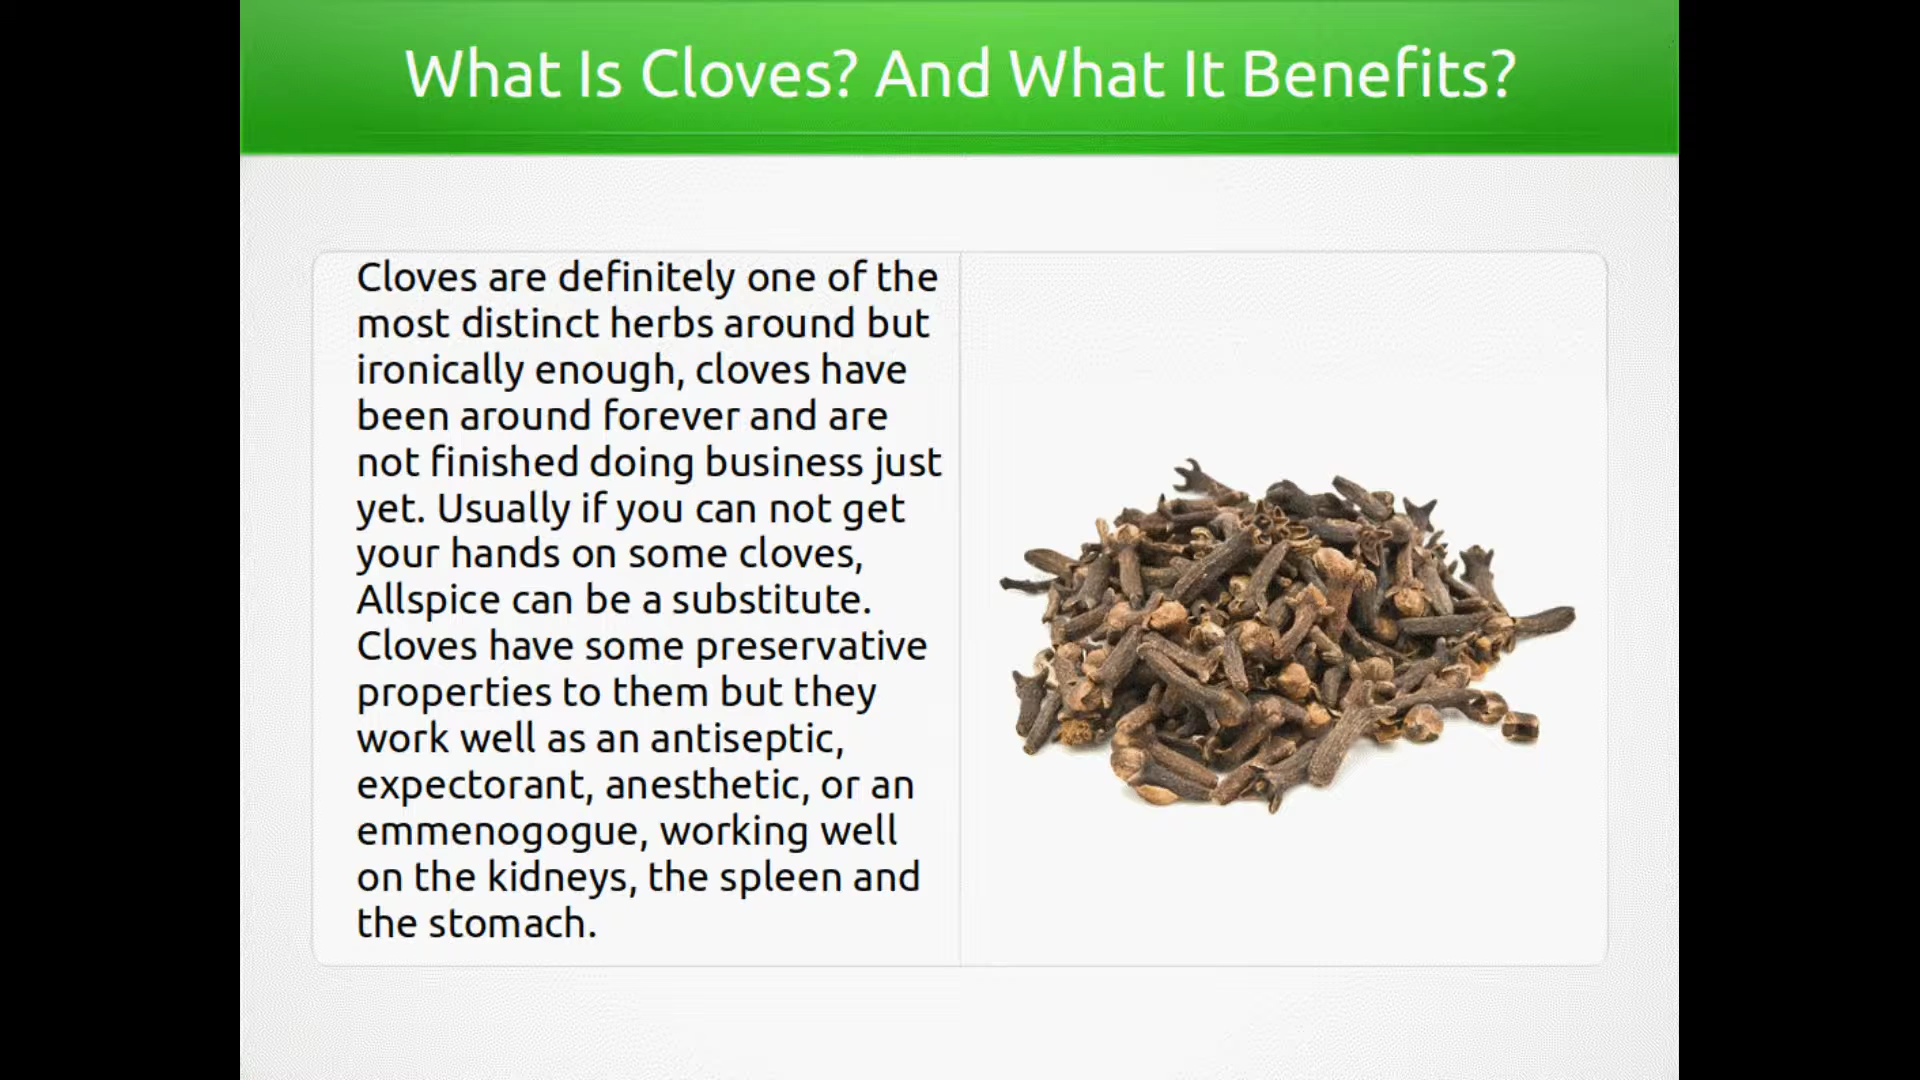 What Is Cloves? And What It Benefits?
Cloves are definitely one of the
most distinct herbs around but
ironically enough, cloves have
been around forever and are
not finished doing business just
yet. Usually if you can not get
your hands on some cloves,
Allspice can be a substitute.
Cloves have some preservative
properties to them but they
work well as an antiseptic,
expectorant, anesthetic, or an
emmenogogue, working well
on the kidneys, the spleen and
the stomach.